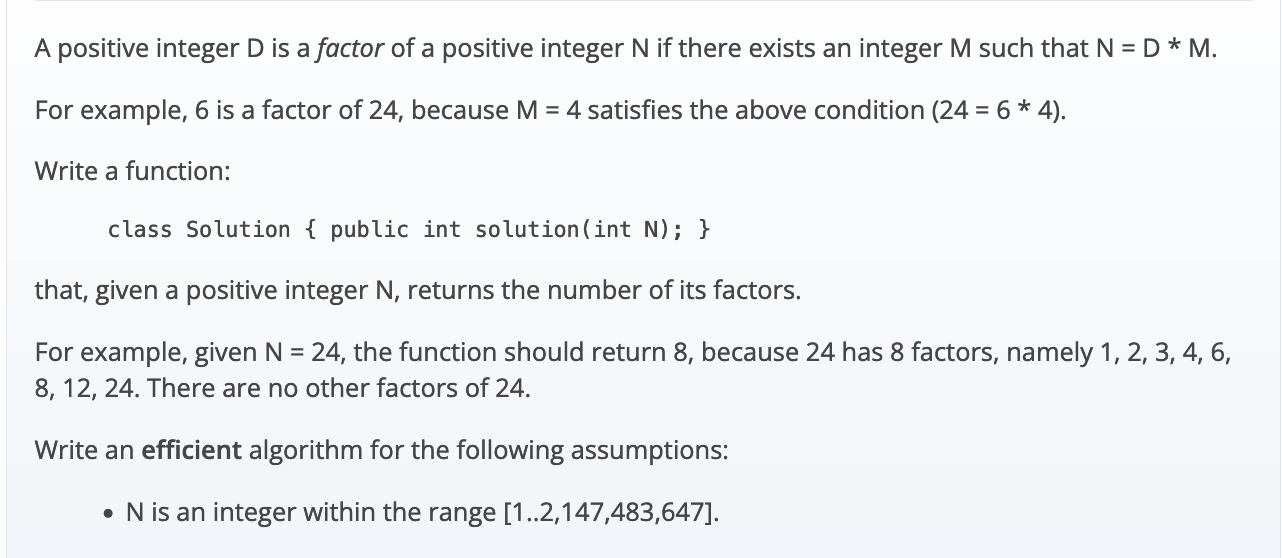 A positive integer D is a factor of a positive integer N if there exists an integer M such that N = D * M.
For example, 6 is a factor of 24, because M = 4 satisfies the above condition (24 = 6 * 4).
Write a function:
class Solution { public int solution(int N); }
that, given a positive integer N, returns the number of its factors.
For example, given N = 24, the function should return 8, because 24 has 8 factors, namely 1, 2, 3, 4, 6,
8, 12, 24. There are no other factors of 24.
Write an efficient algorithm for the following assumptions:
• N is an integer within the range [1..2,147,483,647].